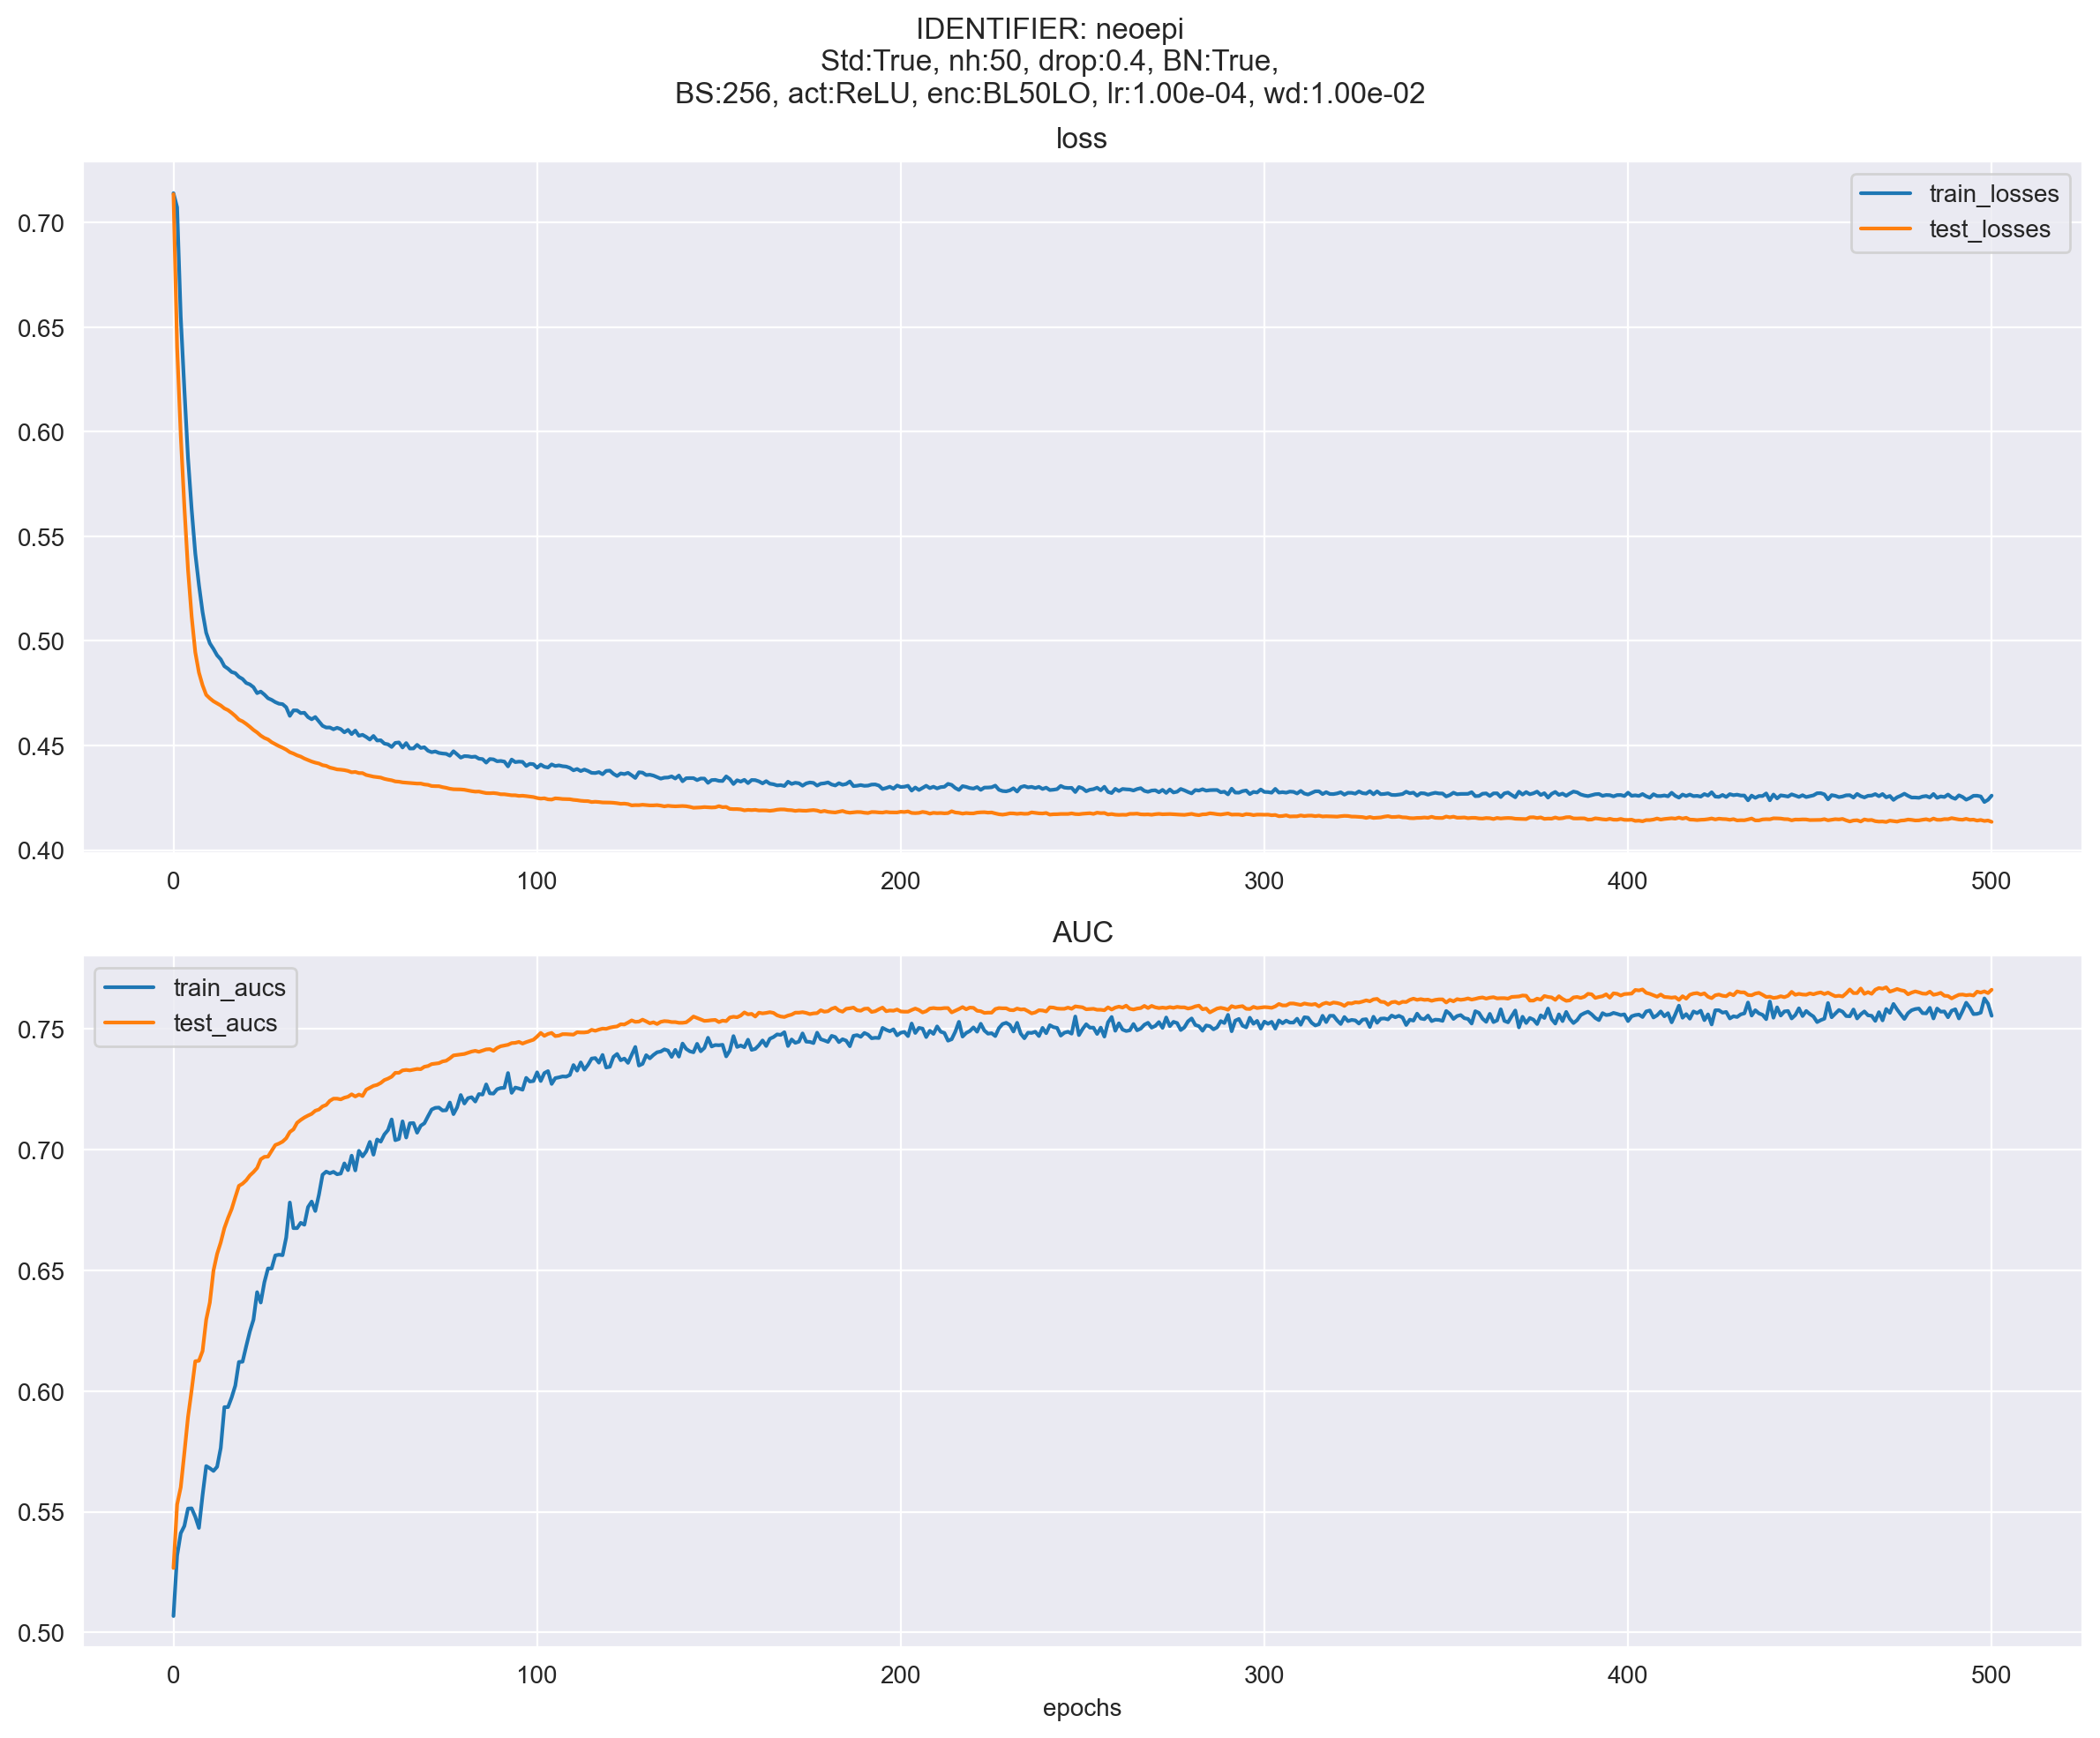 IDENTIFIER: neoepi
Std:True, nh:50, drop:0.4, BN:True,
BS:256, act:ReLU, enc:BL50LO, lr:1.00e-04, wd:1.00e-02
loss
train_losses
test_losses
0.70
0.65
0.60
0.55
0.50
0.45
0.40
0 100 200 300 400 500
AUC
train_aucs
test_aucs
0.75
0.70
0.65
0.60
0.55
0.50
0 100 200 300 400 500
epochs